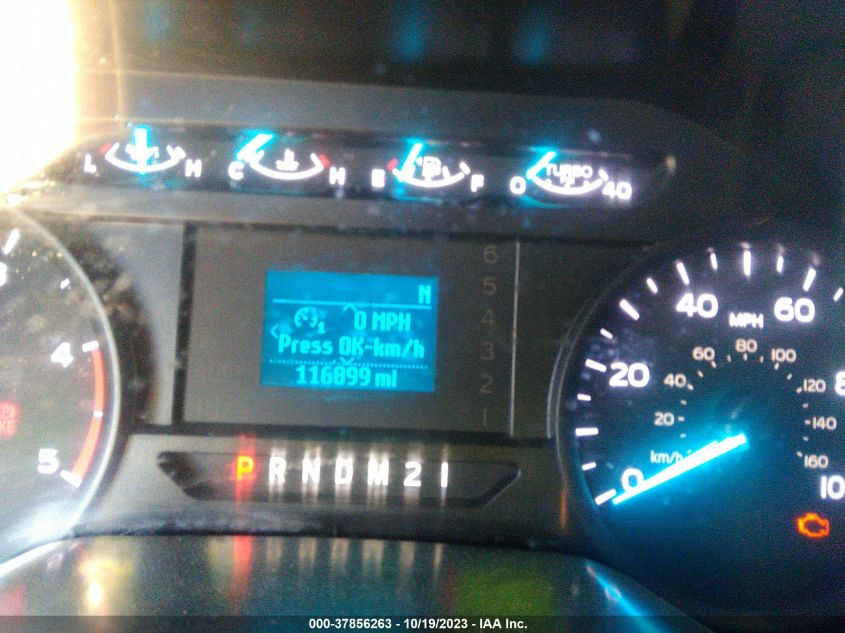 L H C H E F 0 TURBO 40
N
0 MPH
Press OK-km/h
116899 mi
6
5
4
3
2
1
4
5
P R N D M 2 1
0 20 40 60
MPH
20 40 60 80 100 120 140 160
km/h
000-37856263 - 10/19/2023 - IAA Inc.